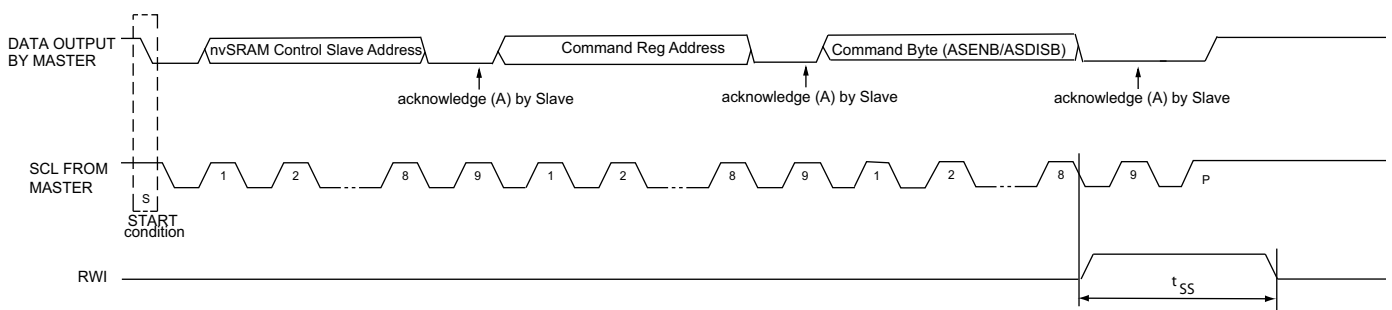 DATA OUTPUT
BY MASTER
nvSRAM Control Slave Address
Command Reg Address
Command Byte (ASENB/ASDISB)
acknowledge (A) by Slave
acknowledge (A) by Slave
acknowledge (A) by Slave
SCL FROM
MASTER
1
2
8
9
1
2
8
9
1
2
8
9
P
S
START
condition
RWI
tSS